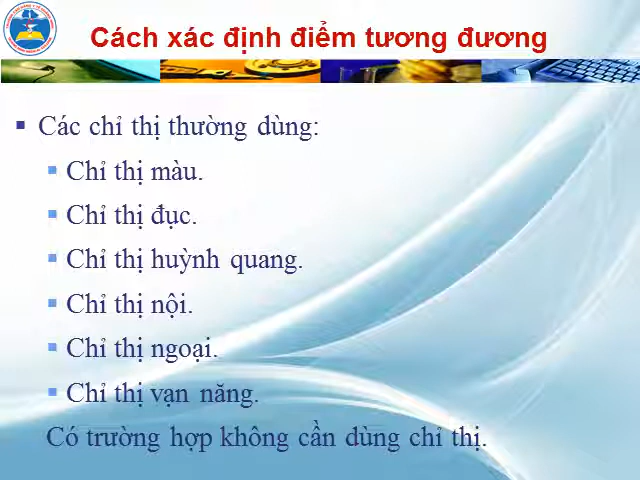 Cách xác định điểm tương đương
Các chỉ thị thường dùng:
Chỉ thị màu.
Chỉ thị đục.
Chỉ thị huỳnh quang.
Chỉ thị nội.
Chỉ thị ngoại.
Chỉ thị vạn năng.
Có trường hợp không cần dùng chỉ thị.